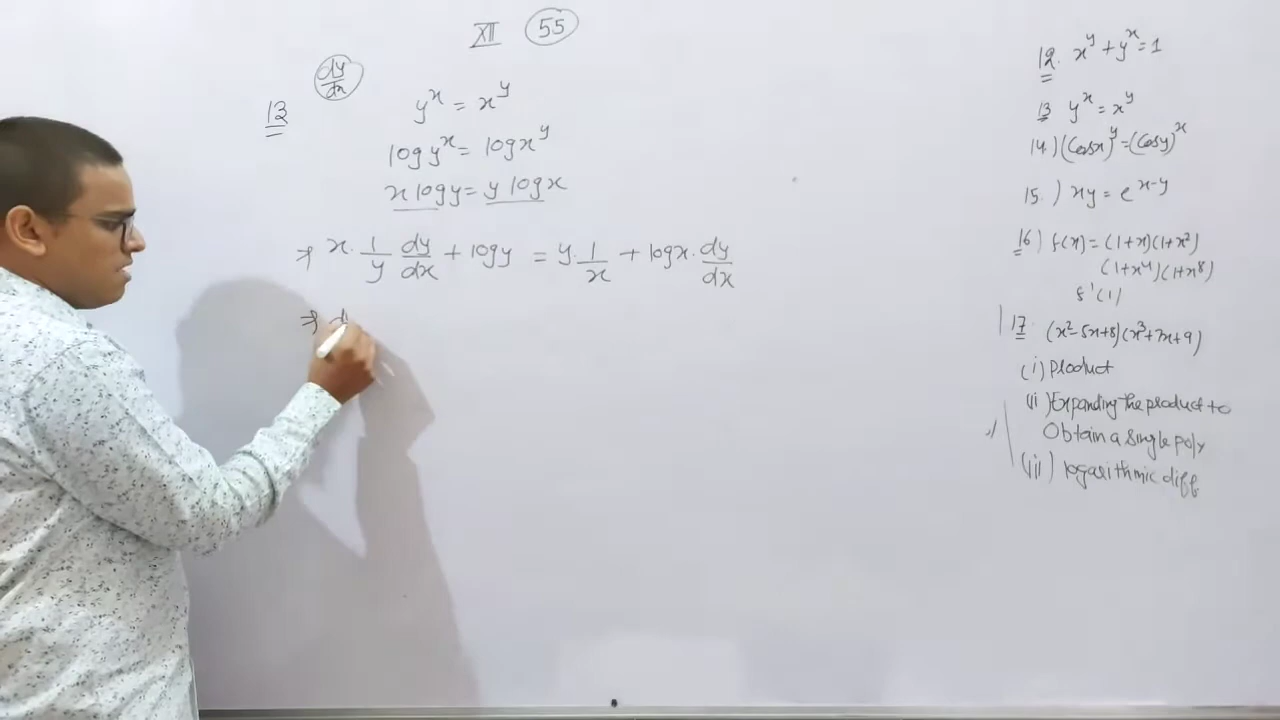 XII 55
dy/dx
13
y^x = x^y
log y^x = log x^y
x log y = y log x
⇒ x. 1/y dy/dx + log y = y. 1/x + log x. dy/dx
⇒ d
12. x^y + y^x = 1
13 y^x = x^y
14.) (Cosx)^y = (Cosy)^x
15. ) xy = e^x-y
16) f(x) = (1+x)(1+x^2)
(1+x^4)(1+x^8)
f'(1)
17. (x^2-5x+8)(x^3+7x+9)
(i) Product
(ii) Expanding the product to
Obtain a single poly
(iii) logarithmic diff